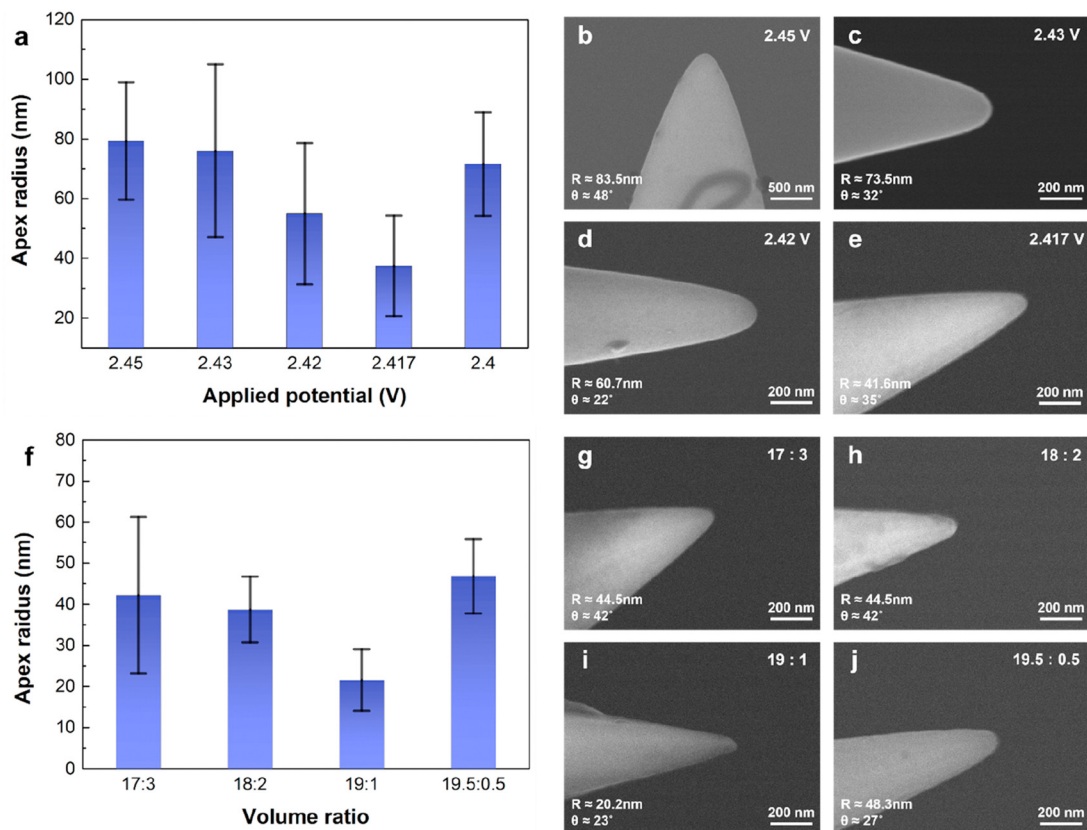 a
120
100
80
60
40
20
Apex radius (nm)
2.45
2.43
2.42
2.417
2.4
Applied potential (V)
b
2.45 V
R ≈ 83.5nm
θ ≈ 48°
500 nm
c
2.43 V
R ≈ 73.5nm
θ ≈ 32°
200 nm
d
2.42 V
R ≈ 60.7nm
θ ≈ 22°
200 nm
e
2.417 V
R ≈ 41.6nm
θ ≈ 35°
200 nm
f
80
70
60
50
40
30
20
10
0
Apex raidus (nm)
17:3
18:2
19:1
19.5:0.5
Volume ratio
g
17 : 3
R ≈ 44.5nm
θ ≈ 42°
200 nm
h
18 : 2
R ≈ 44.5nm
θ ≈ 42°
200 nm
i
19 : 1
R ≈ 20.2nm
θ ≈ 23°
200 nm
j
19.5 : 0.5
R ≈ 48.3nm
θ ≈ 27°
200 nm